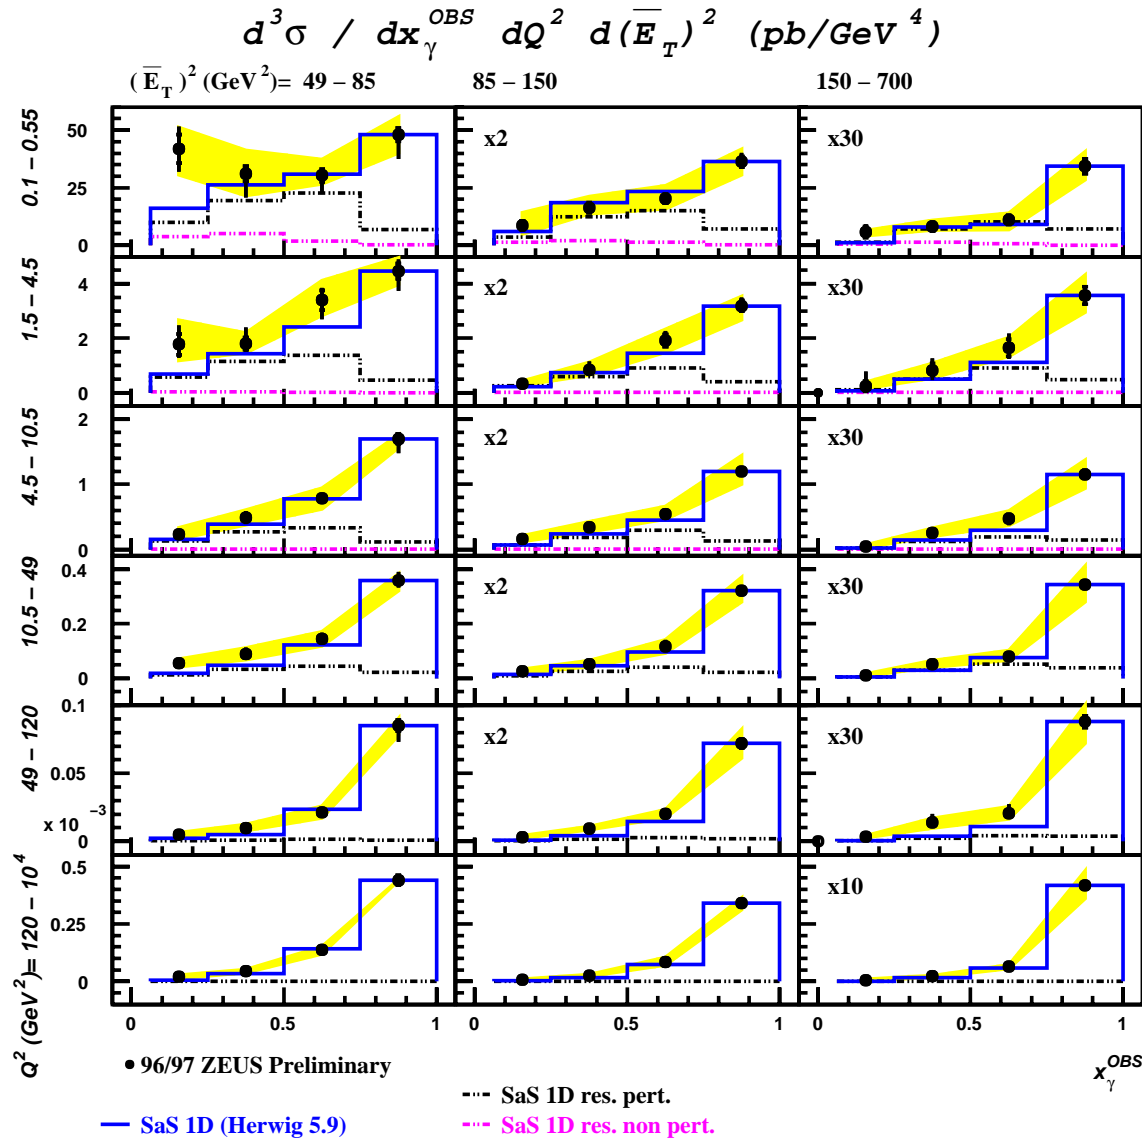 d³σ / dx_γ^OBS dQ² d(E̅_T)² (pb/GeV⁴)
(E̅_T)² (GeV²)= 49 – 85
85 – 150
150 – 700
0.1 – 0.55
50
25
0
x2
x30
1.5 – 4.5
4
2
0
x2
x30
4.5 – 10.5
2
1
0
x2
x30
10.5 – 49
0.4
0.2
0
x2
x30
49 – 120
0.1
0.05
0
x2
x30
x 10⁻³
Q² (GeV²)= 120 – 10⁴
0.5
0.25
0
x10
0 0.5 1
0 0.5 1
0 0.5 1
x_γ^OBS
● 96/97 ZEUS Preliminary
SaS 1D res. pert.
SaS 1D (Herwig 5.9)
SaS 1D res. non pert.